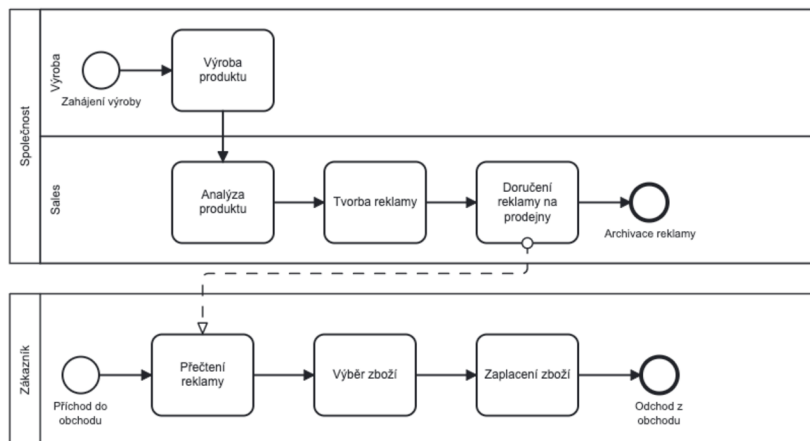 Společnost
Výroba
Zahájení výroby
Výroba
produktu
Sales
Analýza
produktu
Tvorba reklamy
Doručení
reklamy na
prodejny
Archivace reklamy
Zákazník
Příchod do
obchodu
Přečtení
reklamy
Výběr zboží
Zaplacení zboží
Odchod z
obchodu